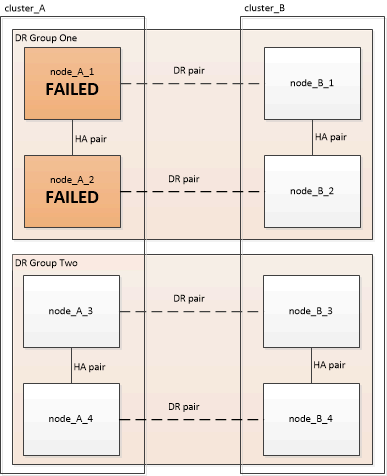 cluster_A
cluster_B
DR Group One
node_A_1
FAILED
DR pair
node_B_1
HA pair
HA pair
node_A_2
FAILED
DR pair
node_B_2
DR Group Two
node_A_3
DR pair
node_B_3
HA pair
HA pair
node_A_4
DR pair
node_B_4